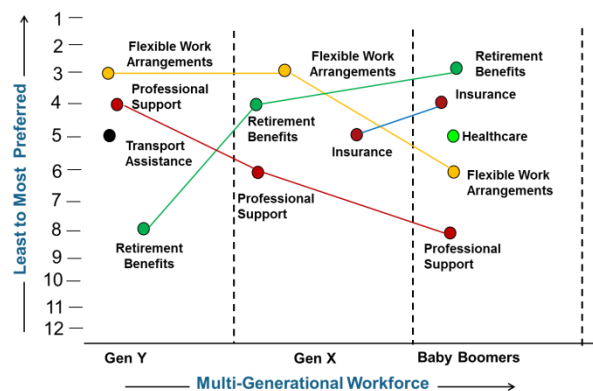 Least to Most Preferred
1
2
3
4
5
6
7
8
9
10
11
12
Flexible Work
Arrangements
Professional
Support
Transport
Assistance
Retirement
Benefits
Flexible Work
Arrangements
Retirement
Benefits
Insurance
Professional
Support
Retirement
Benefits
Insurance
Healthcare
Flexible Work
Arrangements
Professional
Support
Gen Y
Gen X
Baby Boomers
Multi-Generational Workforce